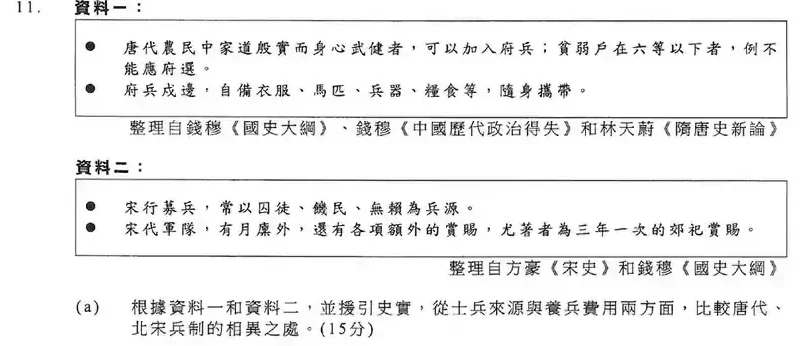 11. 資料一：
● 唐代農民中家道殷實而身心武健者，可以加入府兵；貧弱戶在六等以下者，例不
能應府選。
● 府兵戍邊，自備衣服、馬匹、兵器、糧食等，隨身攜帶。
整理自錢穆《國史大綱》、錢穆《中國歷代政治得失》和林天蔚《隋唐史新論》
資料二：
● 宋行募兵，常以囚徒、饑民、無賴為兵源。
● 宋代軍隊，有月廩外，還有各項額外的賞賜，尤著者為三年一次的郊祀賞賜。
整理自方豪《宋史》和錢穆《國史大綱》
(a) 根據資料一和資料二，並援引史實，從士兵來源與養兵費用兩方面，比較唐代、
北宋兵制的相異之處。(15分)